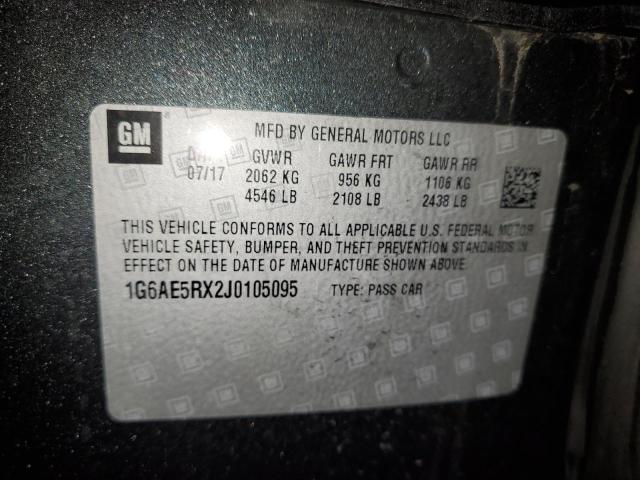 GM
MFD BY GENERAL MOTORS LLC
GVWR GAWR FRT GAWR RR
07/17 2062 KG 956 KG 1106 KG
4546 LB 2108 LB 2438 LB
THIS VEHICLE CONFORMS TO ALL APPLICABLE U.S. FEDERAL MOTOR
VEHICLE SAFETY, BUMPER, AND THEFT PREVENTION STANDARDS IN
EFFECT ON THE DATE OF MANUFACTURE SHOWN ABOVE.
1G6AE5RX2J0105095 TYPE: PASS CAR